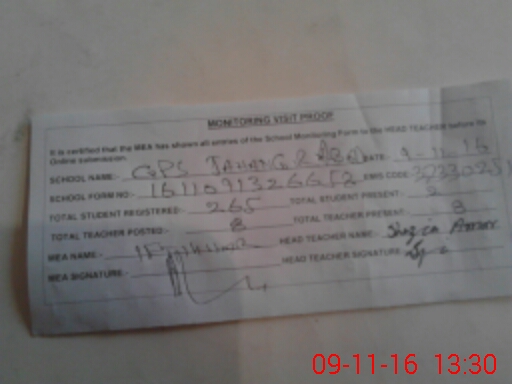 MONITORING VISIT PROOF
It is certified that the MEA has shown all entries of the School Monitoring Form to the HEAD TEACHER before its
Online submission.
SCHOOL NAME:- GPS DATE: 9-11-16
SCHOOL FORM NO:- EMIS CODE:
TOTAL STUDENT REGISTERED:- 265 TOTAL STUDENT PRESENT:- 2
TOTAL TEACHER POSTED:- 8 TOTAL TEACHER PRESENT:- 8
MEA NAME:- HEAD TEACHER NAME:-
MEA SIGNATURE:- HEAD TEACHER SIGNATURE:-
09-11-16 13:30